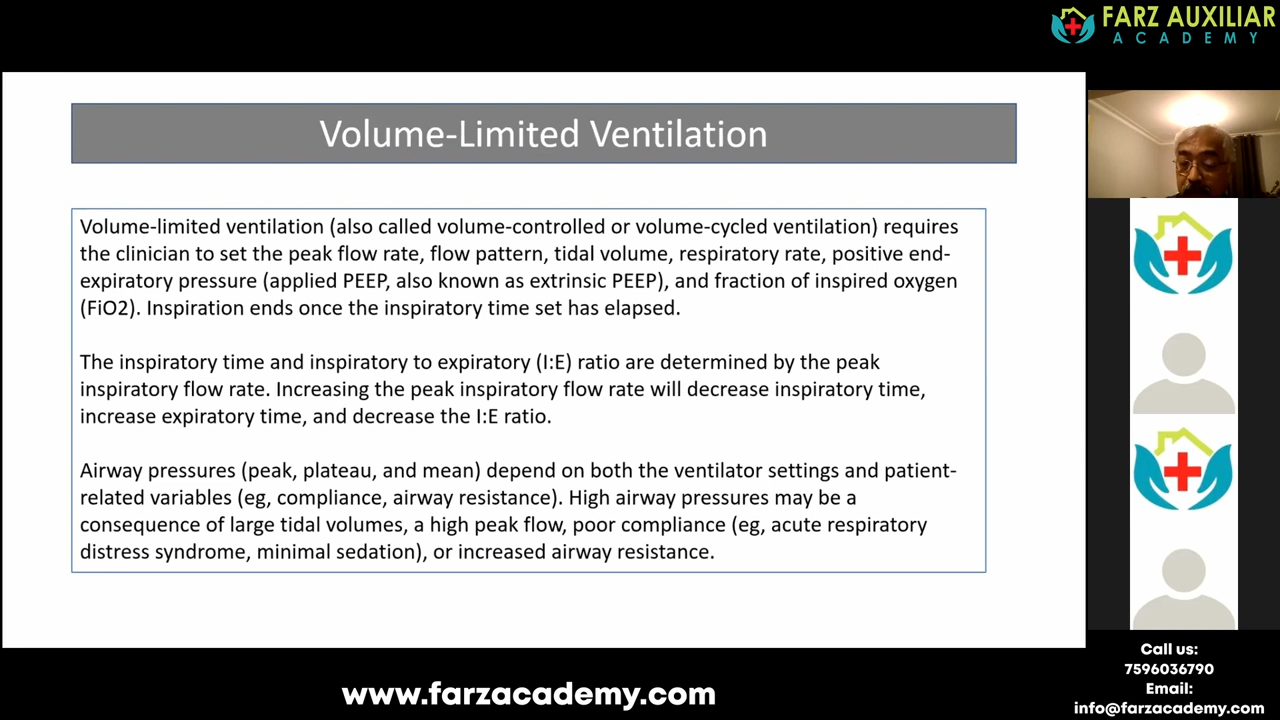 FARZ AUXILIAR
ACADEMY
Volume-Limited Ventilation
Volume-limited ventilation (also called volume-controlled or volume-cycled ventilation) requires
the clinician to set the peak flow rate, flow pattern, tidal volume, respiratory rate, positive end-
expiratory pressure (applied PEEP, also known as extrinsic PEEP), and fraction of inspired oxygen
(FiO2). Inspiration ends once the inspiratory time set has elapsed.
The inspiratory time and inspiratory to expiratory (I:E) ratio are determined by the peak
inspiratory flow rate. Increasing the peak inspiratory flow rate will decrease inspiratory time,
increase expiratory time, and decrease the I:E ratio.
Airway pressures (peak, plateau, and mean) depend on both the ventilator settings and patient-
related variables (eg, compliance, airway resistance). High airway pressures may be a
consequence of large tidal volumes, a high peak flow, poor compliance (eg, acute respiratory
distress syndrome, minimal sedation), or increased airway resistance.
Call us:
7596036790
Email:
info@farzacademy.com
www.farzacademy.com